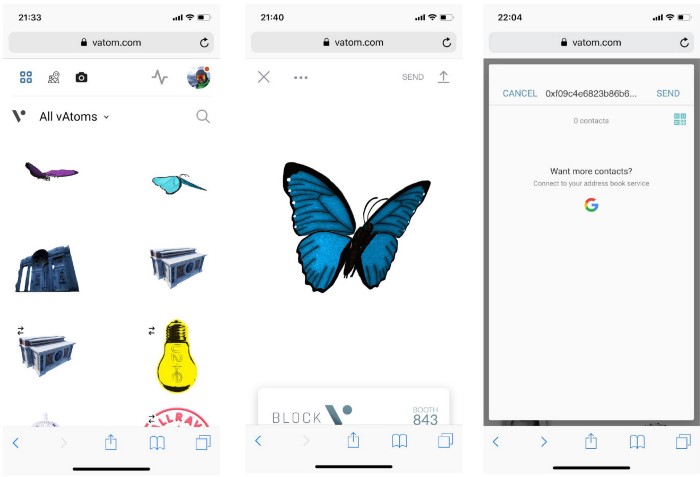 21:33
vatom.com
All vAtoms
21:40
vatom.com
SEND
BLOCK
BOOTH
843
22:04
vatom.com
CANCEL 0xf09c4e6823b86b6... SEND
0 contacts
Want more contacts?
Connect to your address book service